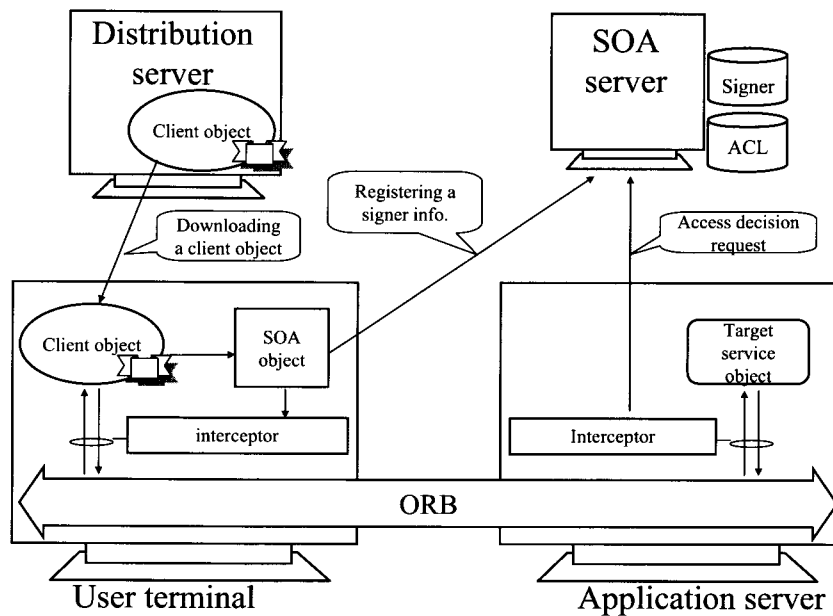 Distribution
server
Client object
SOA
server
Signer
ACL
Registering a
signer info.
Access decision
request
Downloading
a client object
Client object
SOA
object
interceptor
Target
service
object
Interceptor
ORB
User terminal
Application server